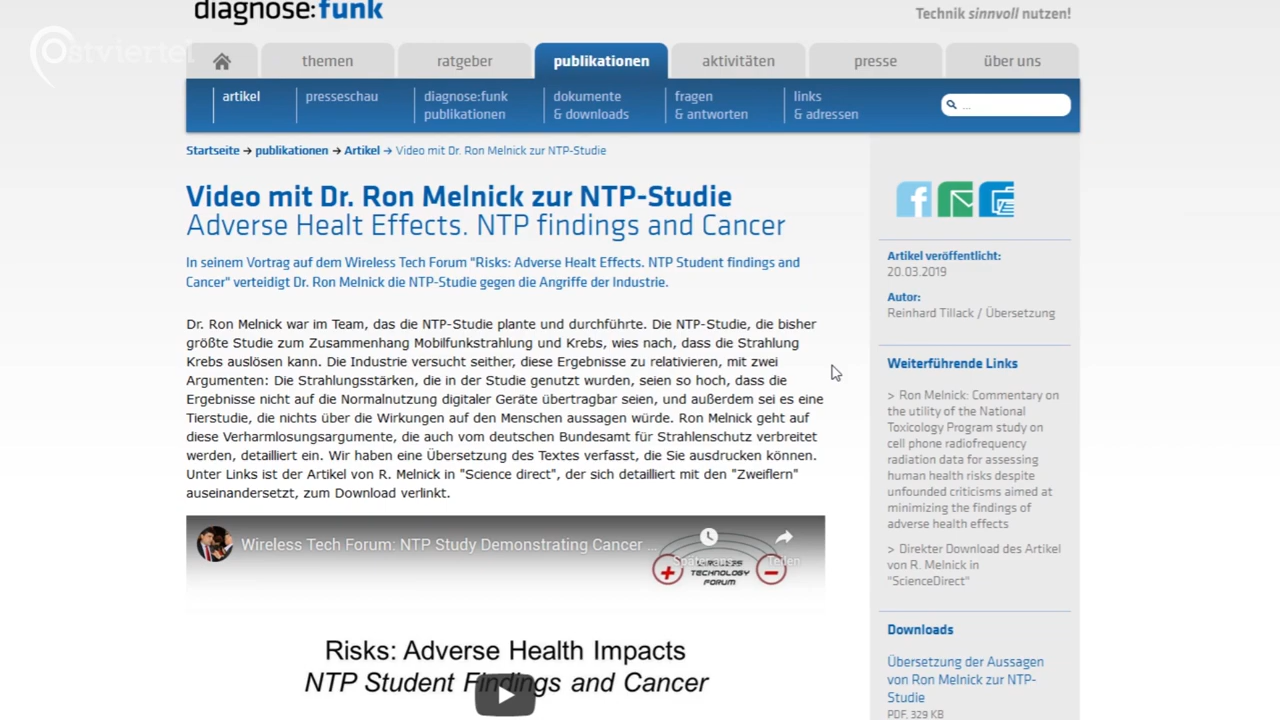 diagnose:funk
Technik sinnvoll nutzen!
Ostviertel
themen
ratgeber
publikationen
aktivitäten
presse
über uns
artikel
presseschau
diagnose:funk
publikationen
dokumente
& downloads
fragen
& antworten
links
& adressen
...
Startseite → publikationen → Artikel → Video mit Dr. Ron Melnick zur NTP-Studie
Video mit Dr. Ron Melnick zur NTP-Studie
Adverse Healt Effects. NTP findings and Cancer
In seinem Vortrag auf dem Wireless Tech Forum "Risks: Adverse Healt Effects. NTP Student findings and
Cancer" verteidigt Dr. Ron Melnick die NTP-Studie gegen die Angriffe der Industrie.
Dr. Ron Melnick war im Team, das die NTP-Studie plante und durchführte. Die NTP-Studie, die bisher
größte Studie zum Zusammenhang Mobilfunkstrahlung und Krebs, wies nach, dass die Strahlung
Krebs auslösen kann. Die Industrie versucht seither, diese Ergebnisse zu relativieren, mit zwei
Argumenten: Die Strahlungsstärken, die in der Studie genutzt wurden, seien so hoch, dass die
Ergebnisse nicht auf die Normalnutzung digitaler Geräte übertragbar seien, und außerdem sei es eine
Tierstudie, die nichts über die Wirkungen auf den Menschen aussagen würde. Ron Melnick geht auf
diese Verharmlosungsargumente, die auch vom deutschen Bundesamt für Strahlenschutz verbreitet
werden, detailliert ein. Wir haben eine Übersetzung des Textes verfasst, die Sie ausdrucken können.
Unter Links ist der Artikel von R. Melnick in "Science direct", der sich detailliert mit den "Zweiflern"
auseinandersetzt, zum Download verlinkt.
Wireless Tech Forum: NTP Study Demonstrating Cancer ...
Teilen
TECHNOLOGY
FORUM
Risks: Adverse Health Impacts
NTP Student Findings and Cancer
Artikel veröffentlicht:
20.03.2019
Autor:
Reinhard Tillack / Übersetzung
Weiterführende Links
> Ron Melnick: Commentary on
the utility of the National
Toxicology Program study on
cell phone radiofrequency
radiation data for assessing
human health risks despite
unfounded criticisms aimed at
minimizing the findings of
adverse health effects
> Direkter Download des Artikel
von R. Melnick in
"ScienceDirect"
Downloads
Übersetzung der Aussagen
von Ron Melnick zur NTP-
Studie
PDF, 329 KB